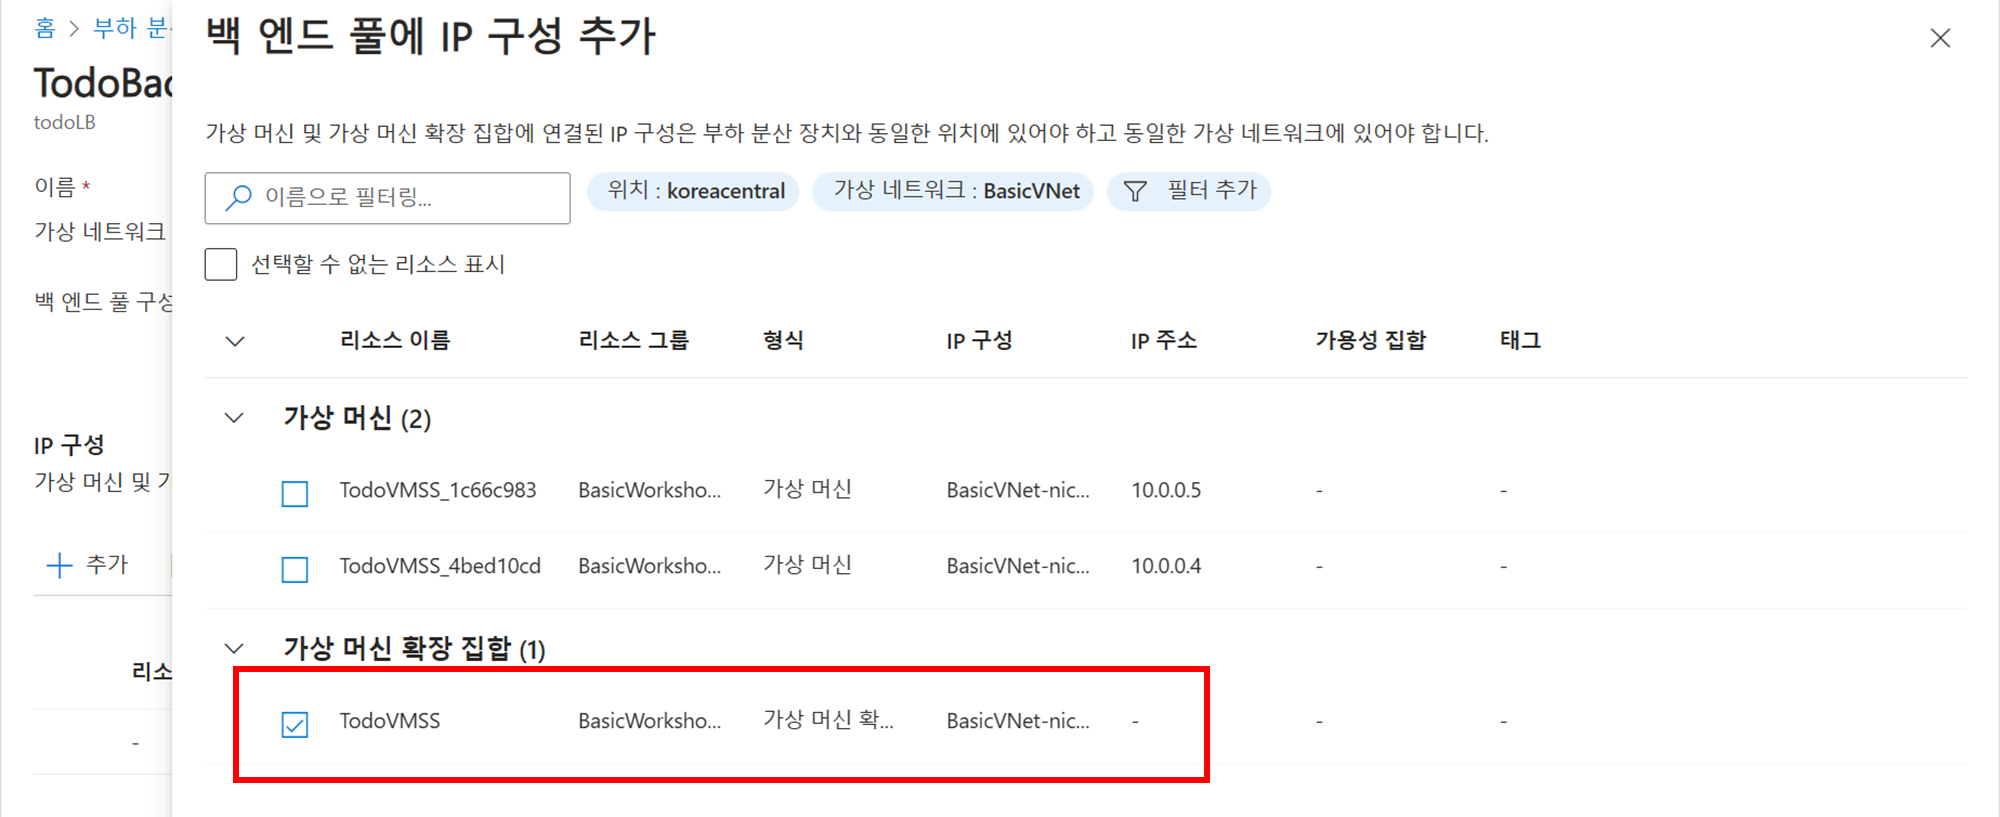 홈 > 부하 분
TodoBac
todoLB
이름 *
가상 네트워크
백 엔드 풀 구성
IP 구성
가상 머신 및 가
추가
리소
-
백 엔드 풀에 IP 구성 추가
가상 머신 및 가상 머신 확장 집합에 연결된 IP 구성은 부하 분산 장치와 동일한 위치에 있어야 하고 동일한 가상 네트워크에 있어야 합니다.
이름으로 필터링... 위치 : koreacentral 가상 네트워크 : BasicVNet 필터 추가
선택할 수 없는 리소스 표시
리소스 이름 리소스 그룹 형식 IP 구성 IP 주소 가용성 집합 태그
가상 머신 (2)
TodoVMSS_1c66c983 BasicWorksho... 가상 머신 BasicVNet-nic... 10.0.0.5 - -
TodoVMSS_4bed10cd BasicWorksho... 가상 머신 BasicVNet-nic... 10.0.0.4 - -
가상 머신 확장 집합 (1)
TodoVMSS BasicWorksho... 가상 머신 확... BasicVNet-nic... - - -